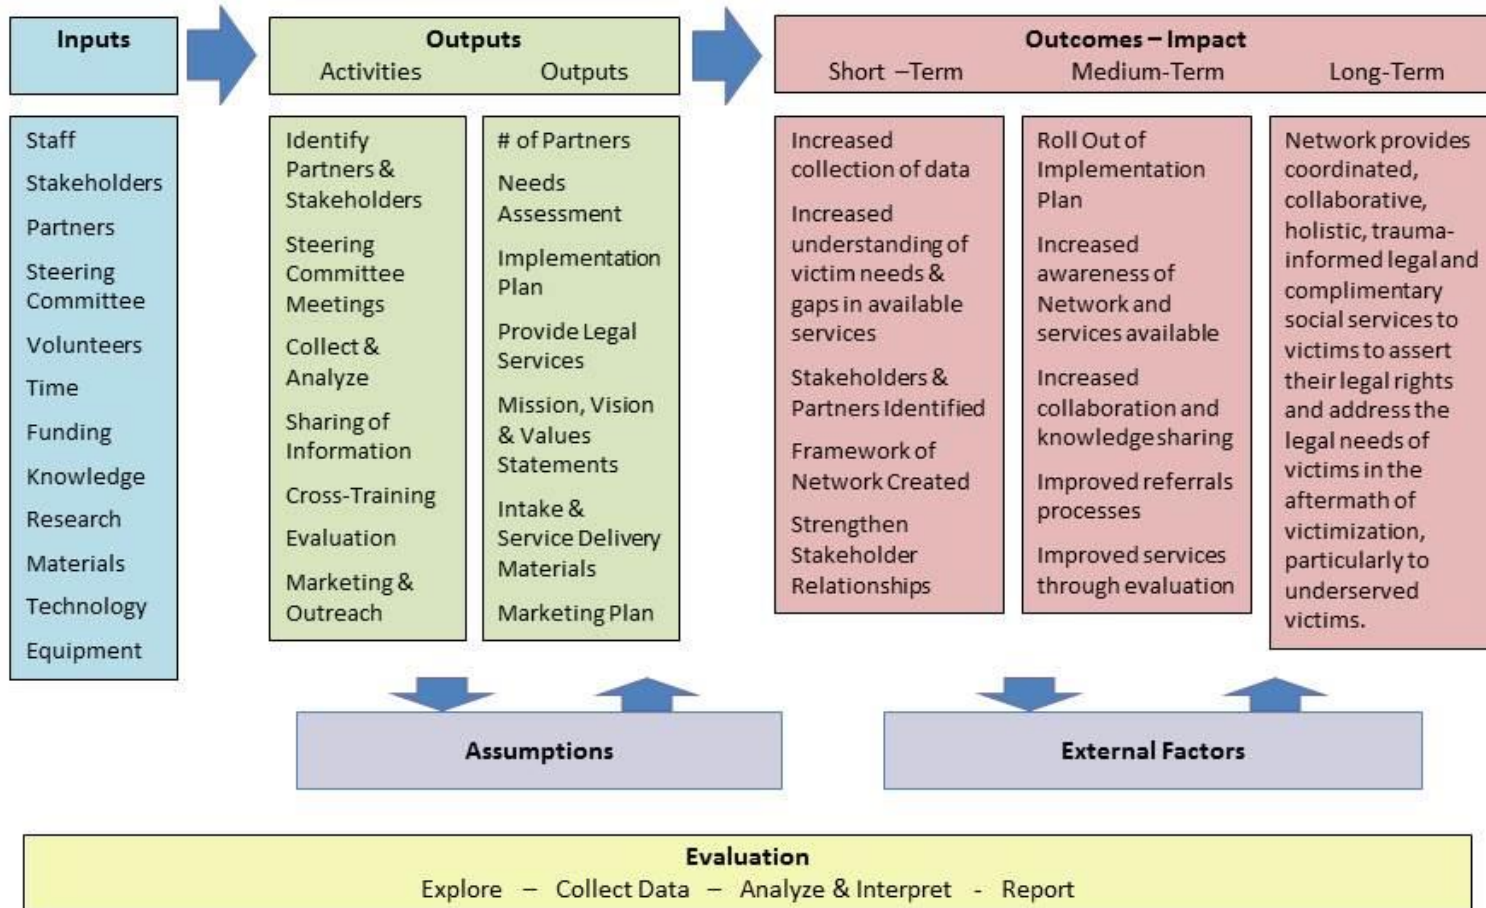 Inputs
Outputs
Activities Outputs
Outcomes – Impact
Short –Term Medium-Term Long-Term
Staff
Stakeholders
Partners
Steering
Committee
Volunteers
Time
Funding
Knowledge
Research
Materials
Technology
Equipment
Identify
Partners &
Stakeholders
Steering
Committee
Meetings
Collect &
Analyze
Sharing of
Information
Cross-Training
Evaluation
Marketing &
Outreach
# of Partners
Needs
Assessment
Implementation
Plan
Provide Legal
Services
Mission, Vision
& Values
Statements
Intake &
Service Delivery
Materials
Marketing Plan
Increased
collection of data
Increased
understanding of
victim needs &
gaps in available
services
Stakeholders &
Partners Identified
Framework of
Network Created
Strengthen
Stakeholder
Relationships
Roll Out of
Implementation
Plan
Increased
awareness of
Network and
services available
Increased
collaboration and
knowledge sharing
Improved referrals
processes
Improved services
through evaluation
Network provides
coordinated,
collaborative,
holistic, trauma-
informed legal and
complimentary
social services to
victims to assert
their legal rights
and address the
legal needs of
victims in the
aftermath of
victimization,
particularly to
underserved
victims.
Assumptions
External Factors
Evaluation
Explore – Collect Data – Analyze & Interpret - Report